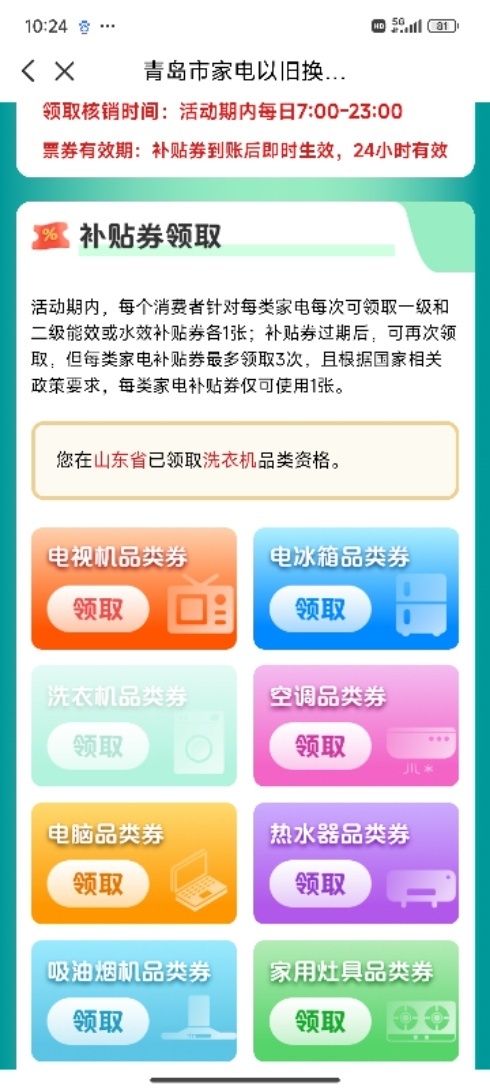 10:24
HD 5G 81
青岛市家电以旧换...
领取核销时间：活动期内每日7:00-23:00
票券有效期：补贴券到账后即时生效，24小时有效
% 补贴券领取
活动期内，每个消费者针对每类家电每次可领取一级和
二级能效或水效补贴券各1张；补贴券过期后，可再次领
取，但每类家电补贴券最多领取3次，且根据国家相关
政策要求，每类家电补贴券仅可使用1张。
您在山东省已领取洗衣机品类资格。
电视机品类券
领取
电冰箱品类券
领取
洗衣机品类券
领取
空调品类券
领取
电脑品类券
领取
热水器品类券
领取
吸油烟机品类券
领取
家用灶具品类券
领取